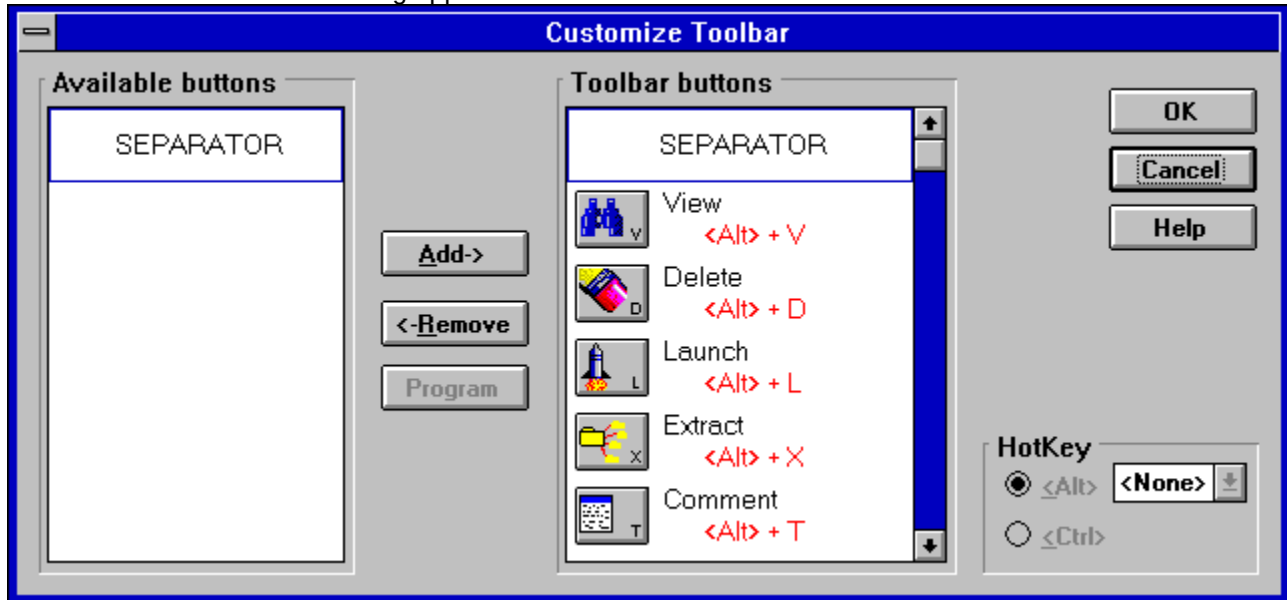 Customize Toolbar
Available buttons
SEPARATOR
Add->
<-Remove
Program
Toolbar buttons
SEPARATOR
V
View
<Alt> + V
D
Delete
<Alt> + D
L
Launch
<Alt> + L
X
Extract
<Alt> + X
T
Comment
<Alt> + T
OK
Cancel
Help
HotKey
<Alt>
<None>
<Ctrl>